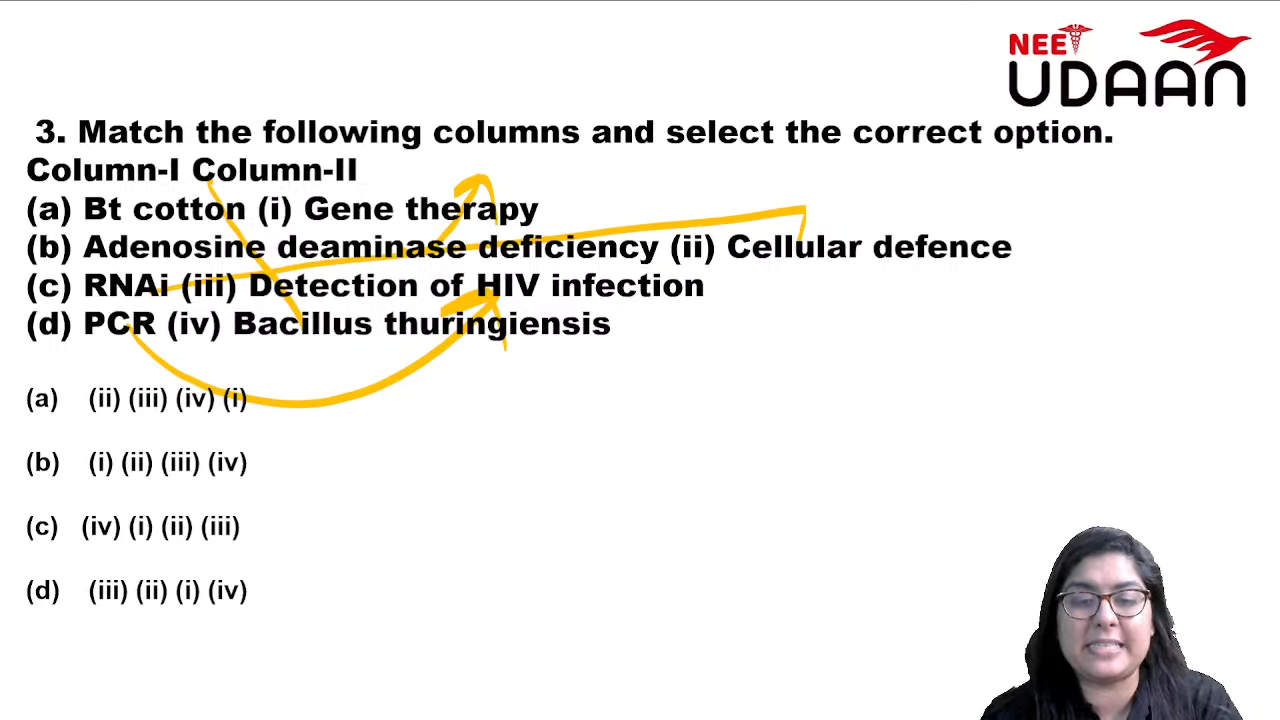 NEET
UDAAN
3. Match the following columns and select the correct option.
Column-I Column-II
(a) Bt cotton (i) Gene therapy
(b) Adenosine deaminase deficiency (ii) Cellular defence
(c) RNAi (iii) Detection of HIV infection
(d) PCR (iv) Bacillus thuringiensis
(a) (ii) (iii) (iv) (i)
(b) (i) (ii) (iii) (iv)
(c) (iv) (i) (ii) (iii)
(d) (iii) (ii) (i) (iv)